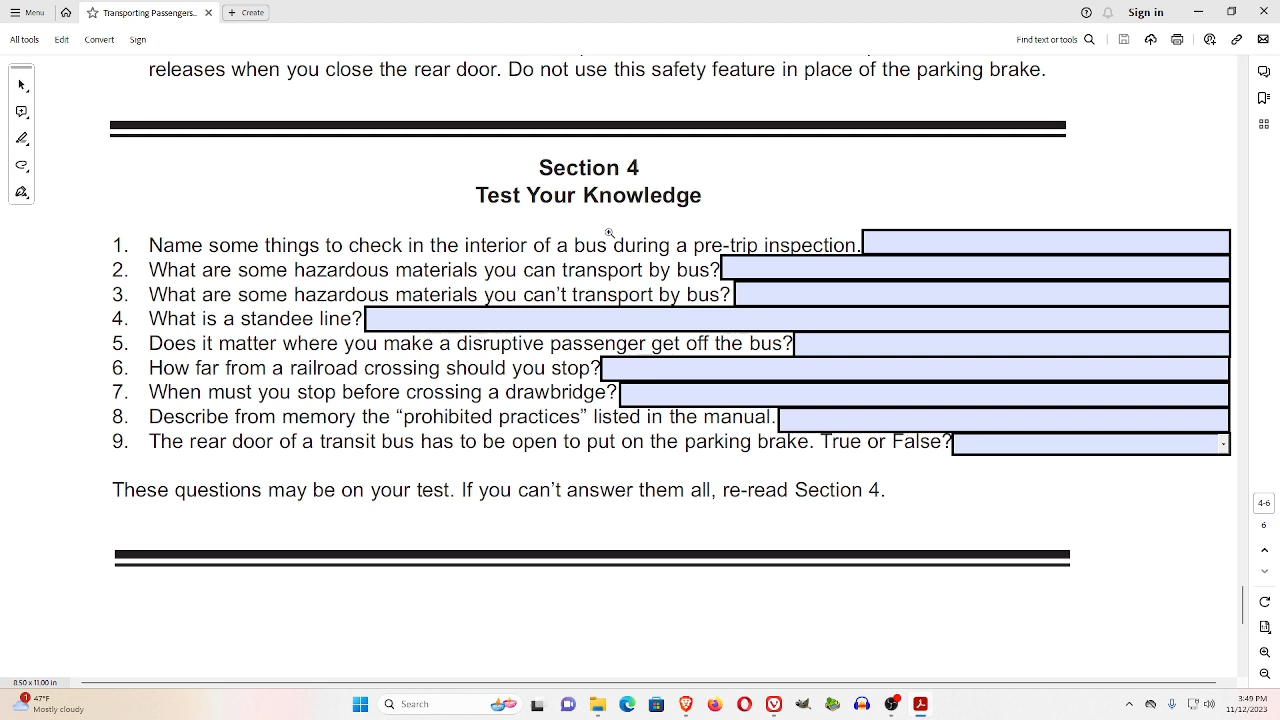 Menu Transporting Passengers... Create Sign in
All tools Edit Convert Sign Find text or tools
releases when you close the rear door. Do not use this safety feature in place of the parking brake.
Section 4
Test Your Knowledge
1. Name some things to check in the interior of a bus during a pre-trip inspection.
2. What are some hazardous materials you can transport by bus?
3. What are some hazardous materials you can't transport by bus?
4. What is a standee line?
5. Does it matter where you make a disruptive passenger get off the bus?
6. How far from a railroad crossing should you stop?
7. When must you stop before crossing a drawbridge?
8. Describe from memory the “prohibited practices” listed in the manual.
9. The rear door of a transit bus has to be open to put on the parking brake. True or False?
These questions may be on your test. If you can't answer them all, re-read Section 4.
4-6
6
8.50 x 11.00 in
1
47°F
Mostly cloudy
Search
3:49 PM
11/12/2023